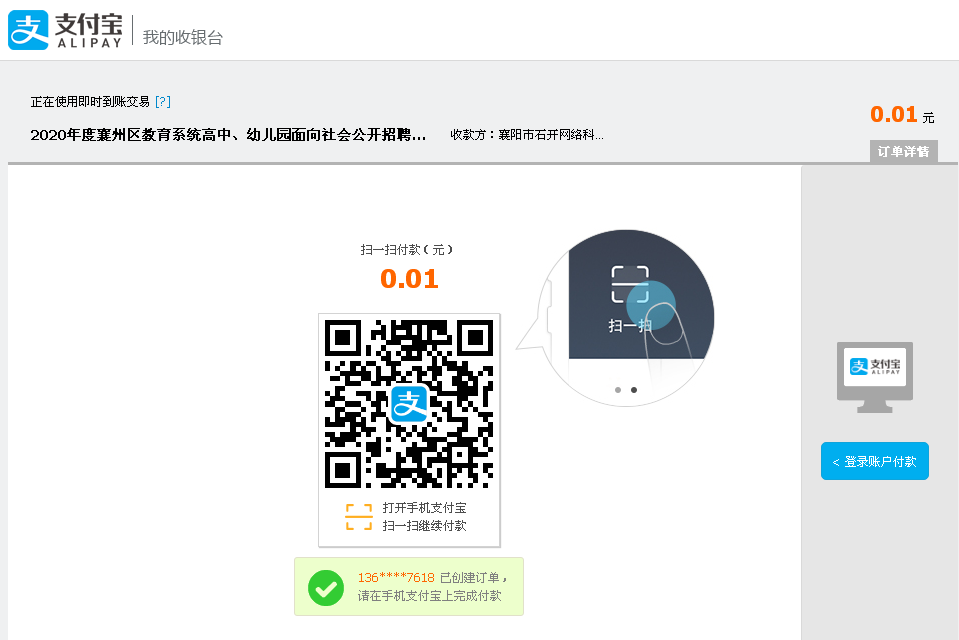 支付宝
ALIPAY
我的收银台
正在使用即时到账交易 [?]
2020年度襄州区教育系统高中、幼儿园面向社会公开招聘...
收款方：襄阳市石开网络科...
0.01 元
订单详情
扫一扫付款（元）
0.01
支
扫一扫
打开手机支付宝
扫一扫继续付款
136****7618 已创建订单，
请在手机支付宝上完成付款
支付宝
ALIPAY
< 登录账户付款